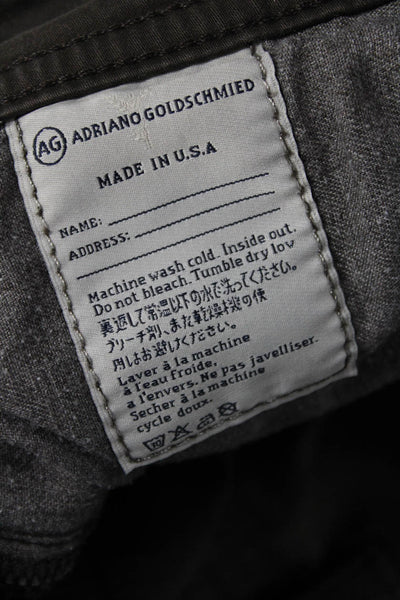 AG ADRIANO GOLDSCHMIED
MADE IN U.S.A
NAME:
ADDRESS:
Machine wash cold. Inside out.
Do not bleach. Tumble dry low
裏返して常温以下の水で洗ってください。
ブリーチ剤、また乾燥機の使
用はお避けください。
Laver à la machine
à l'eau froide,
a l'envers. Ne pas javelliser.
Secher à la machine
cycle doux.